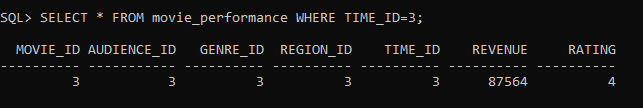 SQL> SELECT * FROM movie_performance WHERE TIME_ID=3;
MOVIE_ID AUDIENCE_ID GENRE_ID REGION_ID TIME_ID REVENUE RATING
---------- ----------- ---------- ---------- ---------- ---------- ----------
3 3 3 3 3 87564 4